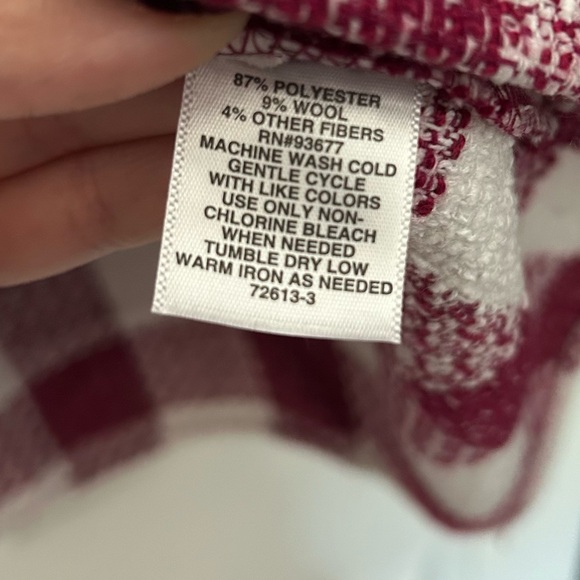 87% POLYESTER
9% WOOL
4% OTHER FIBERS
RN#93677
MACHINE WASH COLD
GENTLE CYCLE
WITH LIKE COLORS
USE ONLY NON-
CHLORINE BLEACH
WHEN NEEDED
TUMBLE DRY LOW
WARM IRON AS NEEDED
72613-3